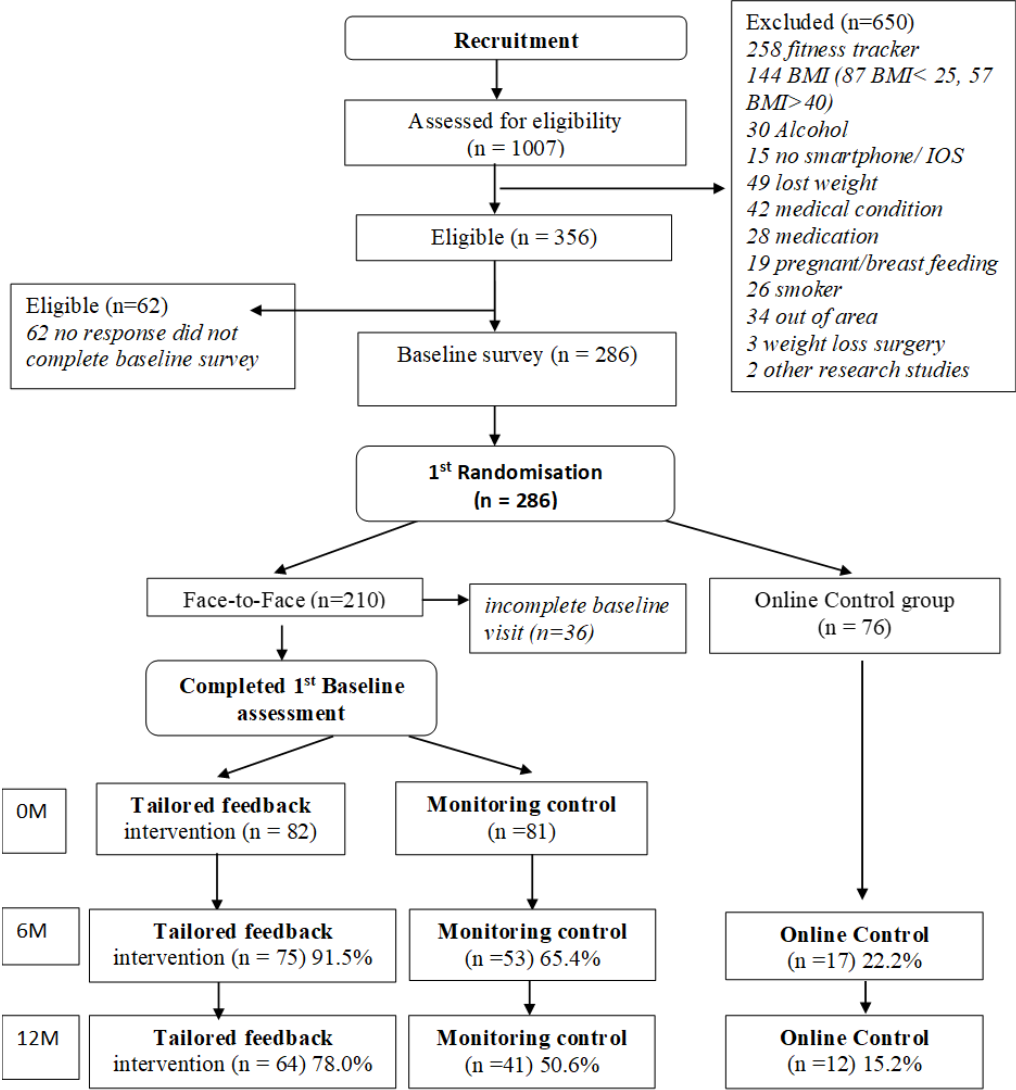 Recruitment
Assessed for eligibility
(n = 1007)
Excluded (n=650)
258 fitness tracker
144 BMI (87 BMI< 25, 57
BMI>40)
30 Alcohol
15 no smartphone/ IOS
49 lost weight
42 medical condition
28 medication
19 pregnant/breast feeding
26 smoker
34 out of area
3 weight loss surgery
2 other research studies
Eligible (n = 356)
Eligible (n=62)
62 no response did not
complete baseline survey
Baseline survey (n = 286)
1st Randomisation
(n = 286)
Face-to-Face (n=210)
incomplete baseline
visit (n=36)
Online Control group
(n = 76)
Completed 1st Baseline
assessment
0M
Tailored feedback
intervention (n = 82)
Monitoring control
(n =81)
6M
Tailored feedback
intervention (n = 75) 91.5%
Monitoring control
(n =53) 65.4%
Online Control
(n =17) 22.2%
12M
Tailored feedback
intervention (n = 64) 78.0%
Monitoring control
(n =41) 50.6%
Online Control
(n =12) 15.2%